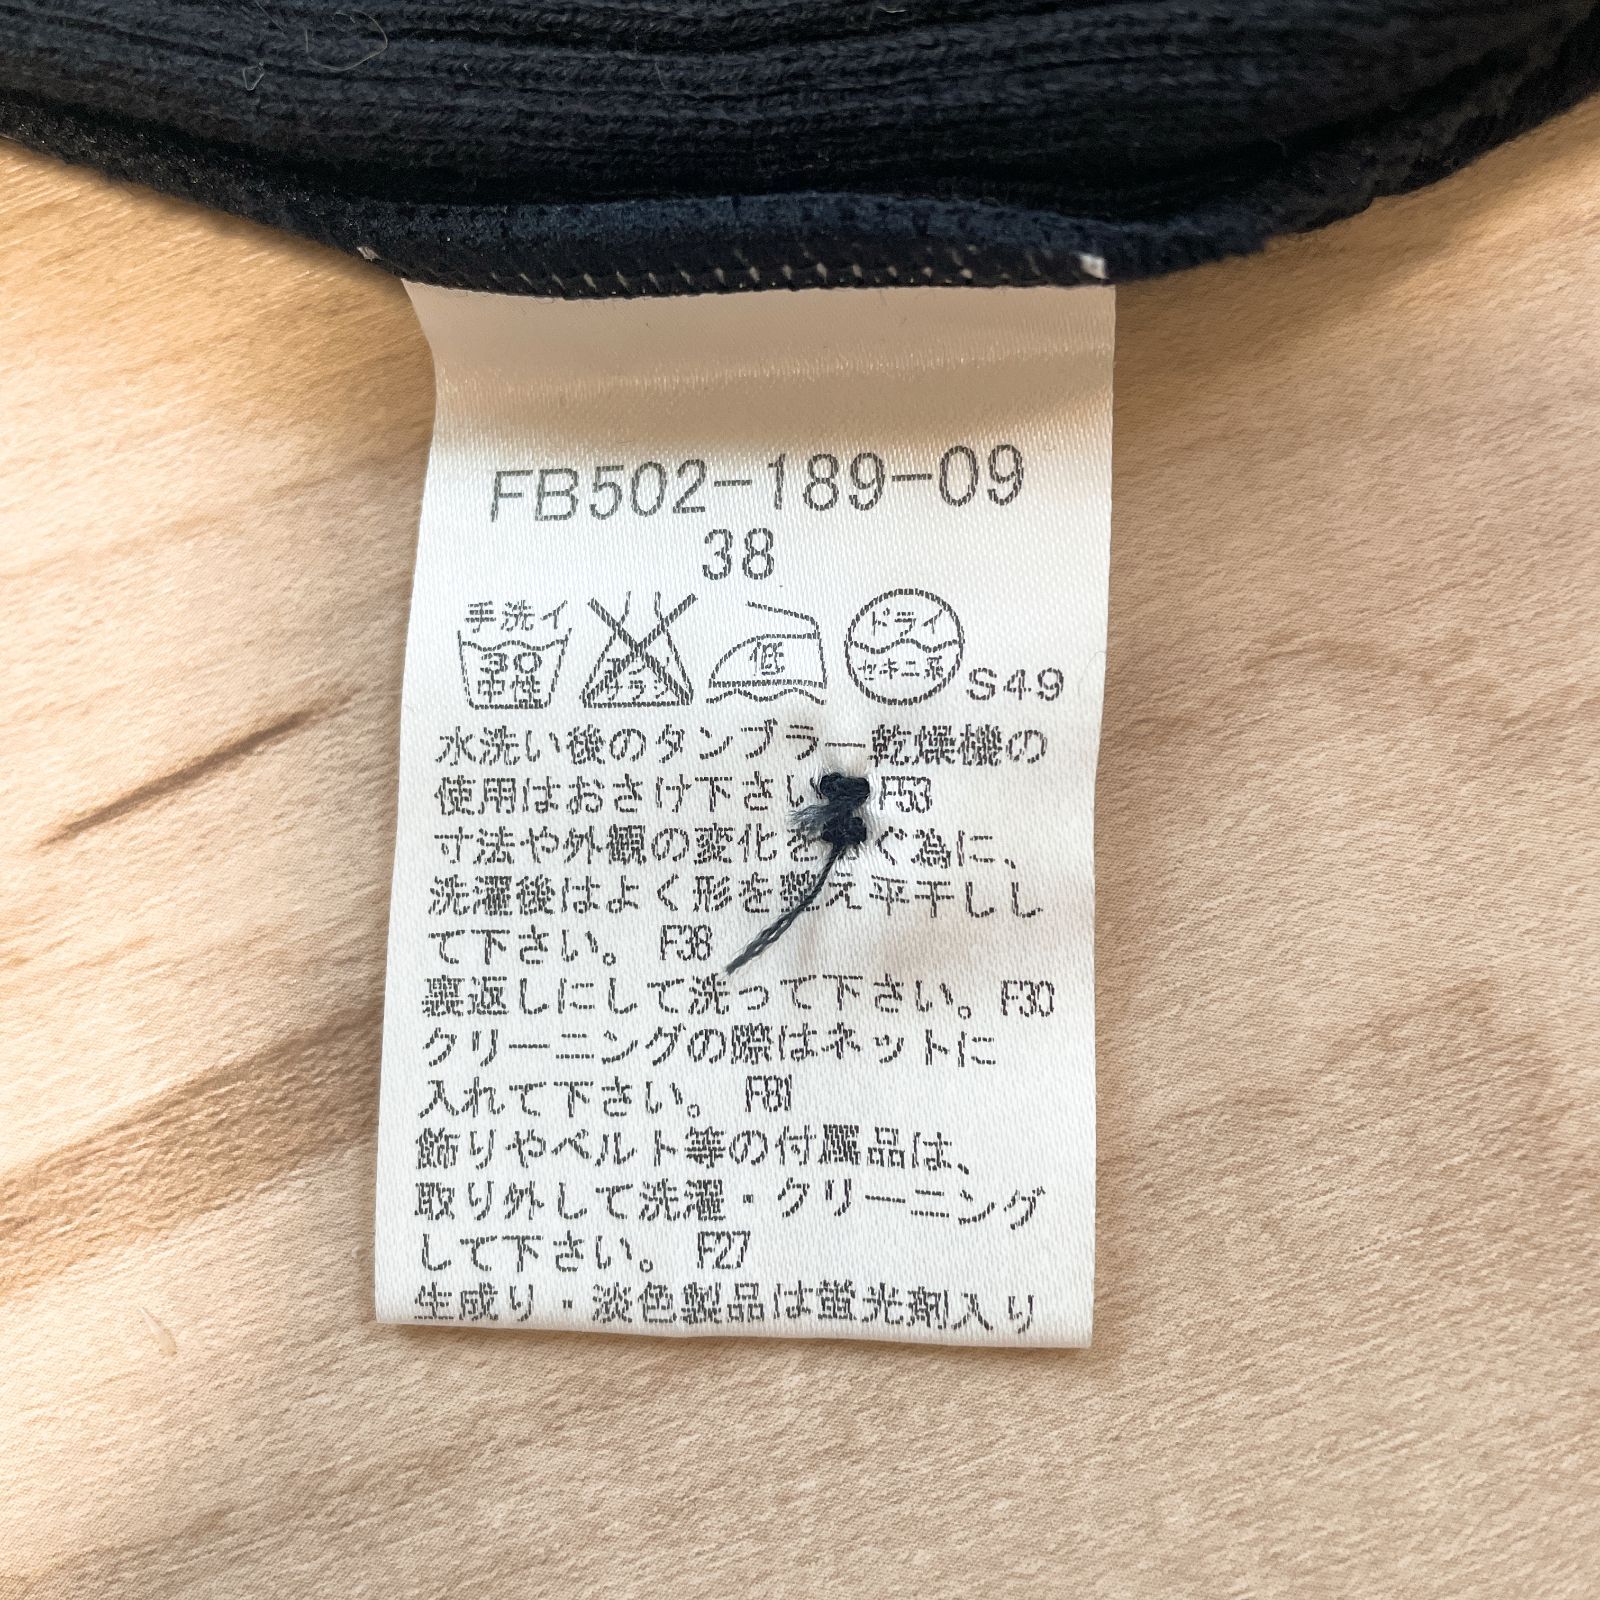 FB502-189-09
38
手洗イ
30
中性
低
ドライ
セキユ系
S49
水洗い後のタンブラー乾燥機の
使用はおさけ下さい F53
寸法や外観の変化を ぐ為に、
洗濯後はよく形を整え平干しし
て下さい。 F38
裏返しにして洗って下さい。F30
クリーニングの際はネットに
入れて下さい。 F81
飾りやベルト等の付属品は、
取り外して洗濯・クリーニング
して下さい。 F27
生成り・淡色製品は蛍光剤入り